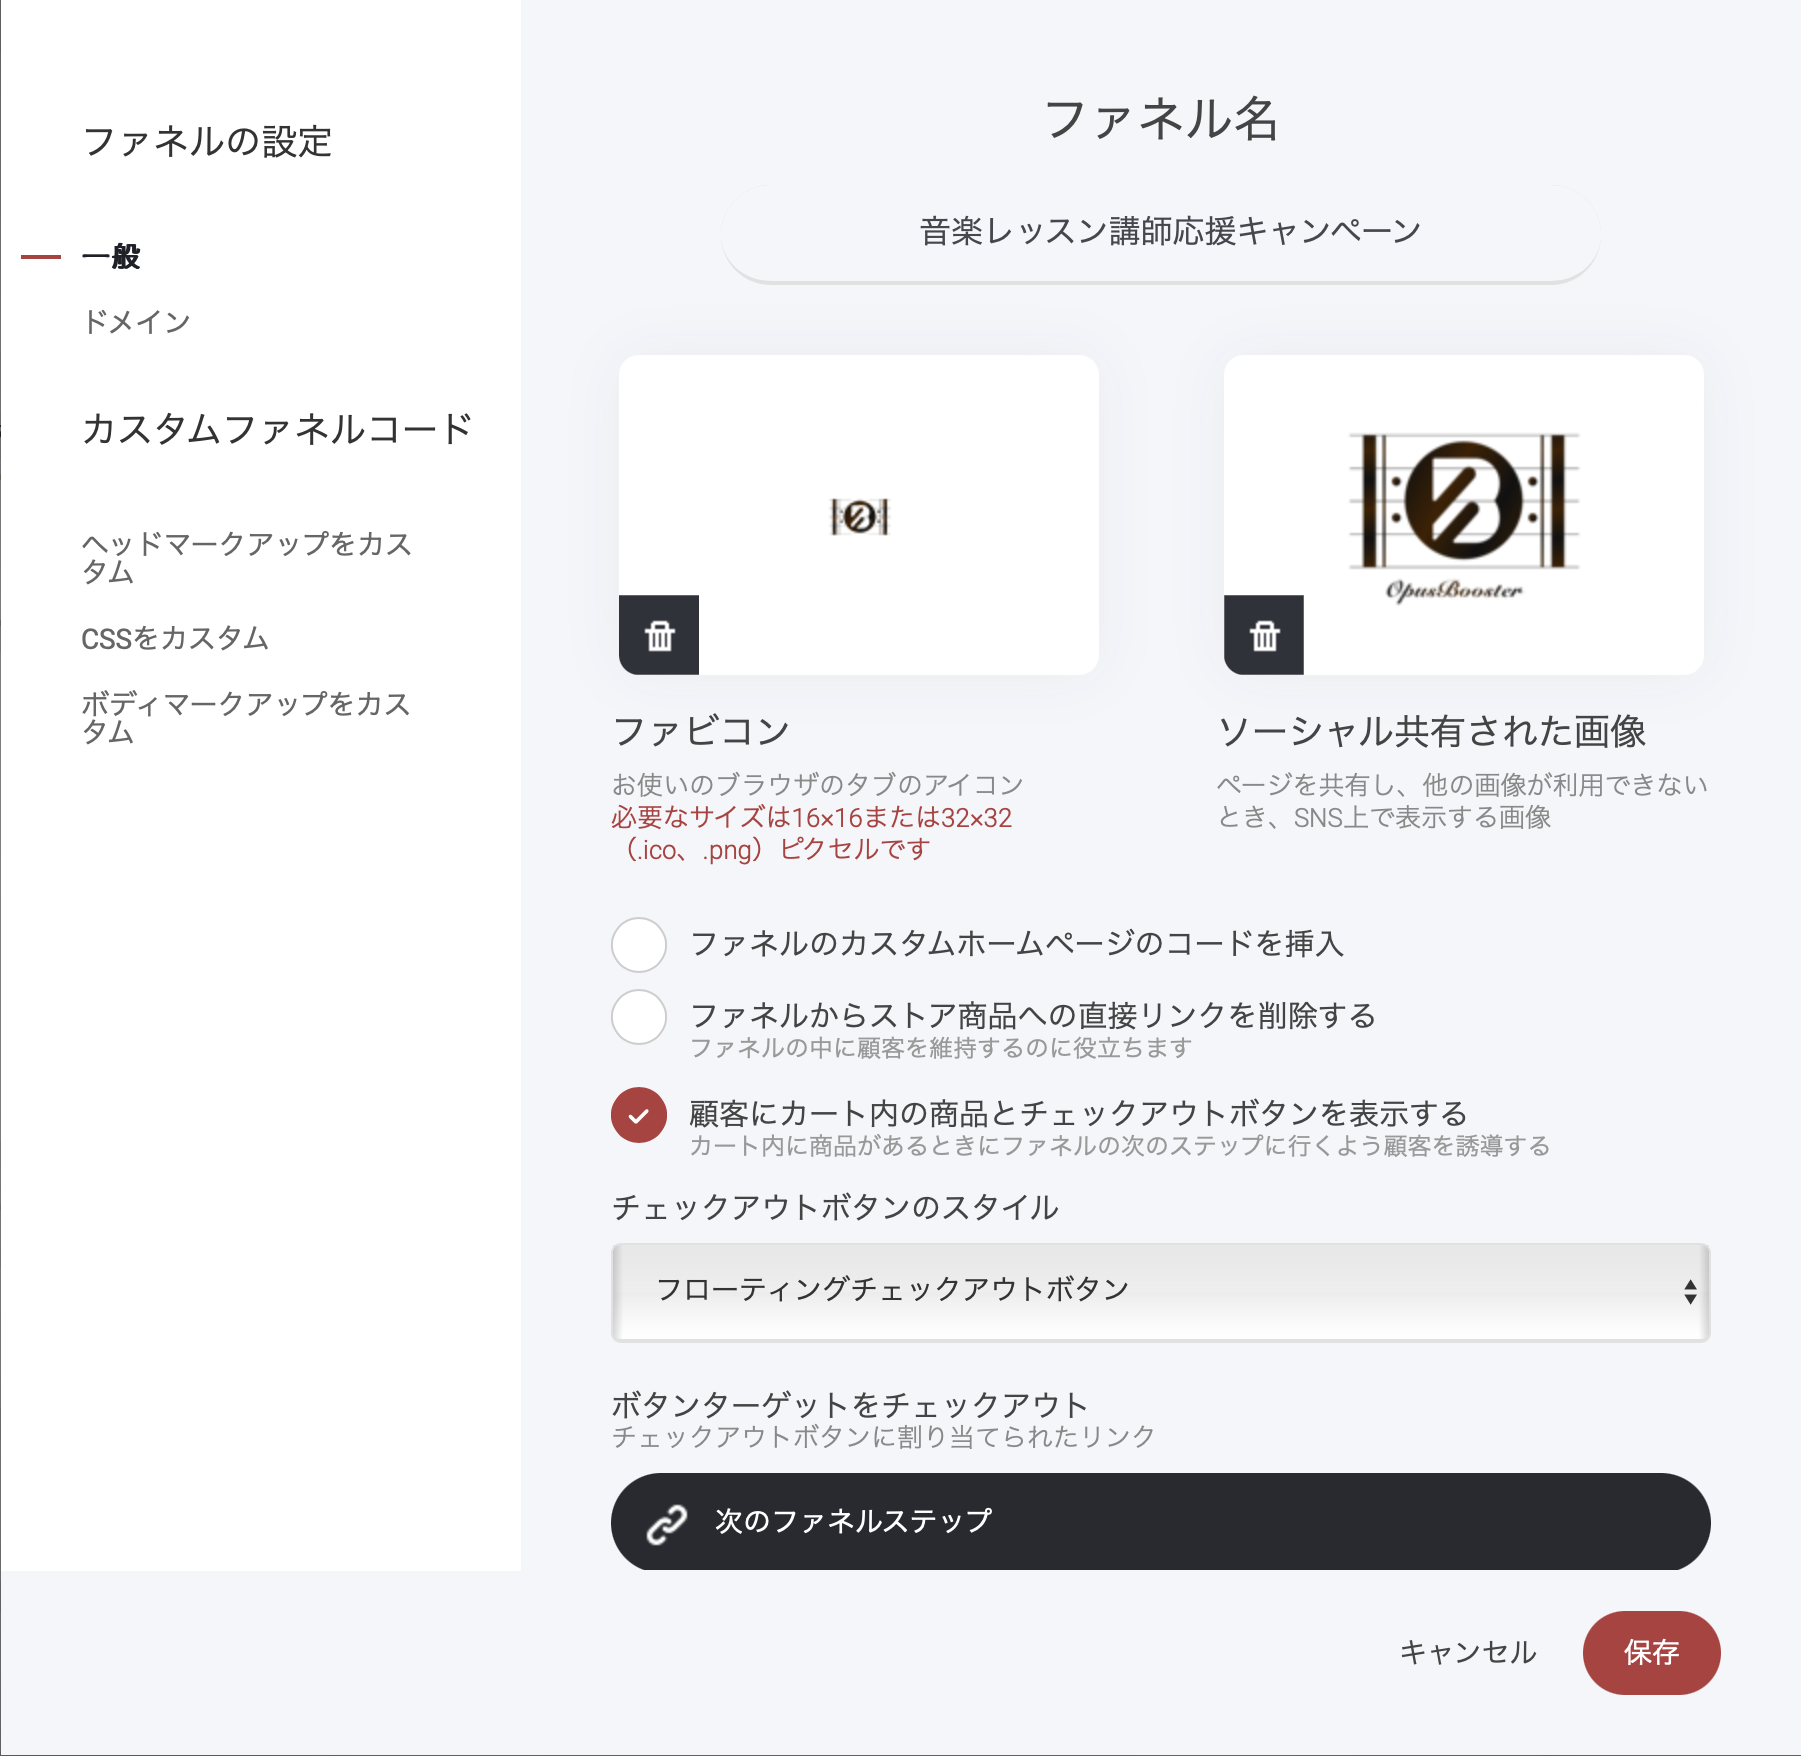 ファネルの設定
一般
ドメイン
カスタムファネルコード
ヘッドマークアップをカス
タム
CSSをカスタム
ボディマークアップをカス
タム
ファネル名
音楽レッスン講師応援キャンペーン
OpusBooster
ファビコン
お使いのブラウザのタブのアイコン
必要なサイズは16×16または32×32
（.ico、.png）ピクセルです
ソーシャル共有された画像
ページを共有し、他の画像が利用できない
とき、SNS上で表示する画像
ファネルのカスタムホームページのコードを挿入
ファネルからストア商品への直接リンクを削除する
ファネルの中に顧客を維持するのに役立ちます
顧客にカート内の商品とチェックアウトボタンを表示する
カート内に商品があるときにファネルの次のステップに行くよう顧客を誘導する
チェックアウトボタンのスタイル
フローティングチェックアウトボタン
ボタンターゲットをチェックアウト
チェックアウトボタンに割り当てられたリンク
次のファネルステップ
キャンセル
保存